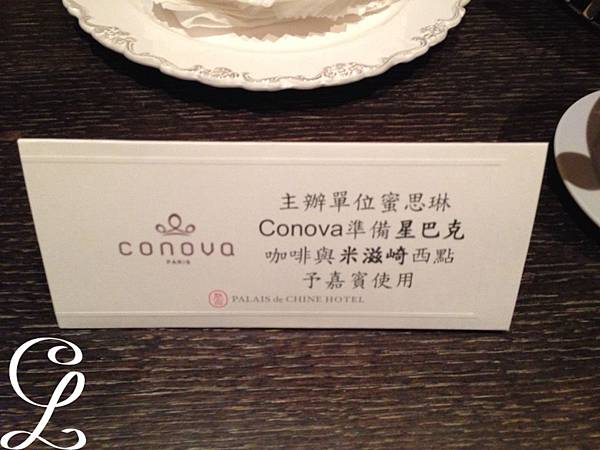 conova
PARIS
主辦單位蜜思琳
Conova準備星巴克
咖啡與米滋崎西點
予嘉賓使用
PALAIS de CHINE HOTEL
CL